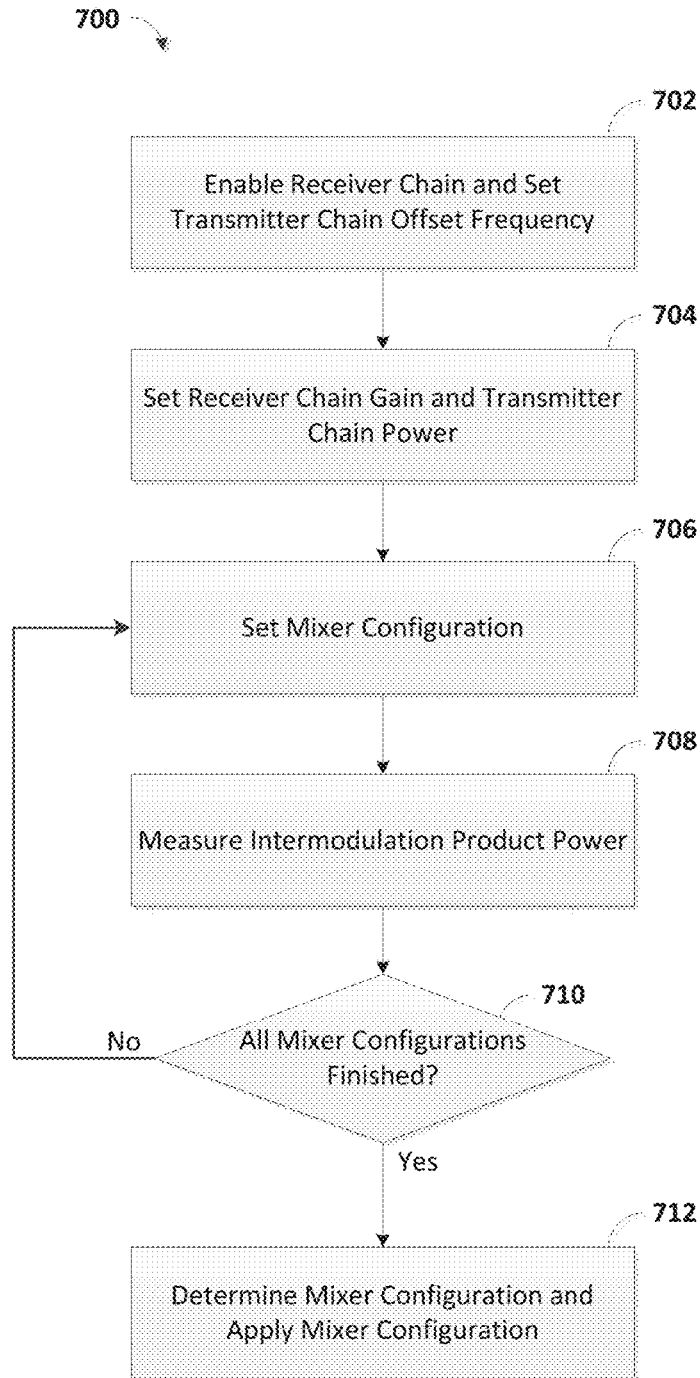 700
702
Enable Receiver Chain and Set
Transmitter Chain Offset Frequency
704
Set Receiver Chain Gain and Transmitter
Chain Power
706
Set Mixer Configuration
708
Measure Intermodulation Product Power
710
All Mixer Configurations
Finished?
No
Yes
712
Determine Mixer Configuration and
Apply Mixer Configuration